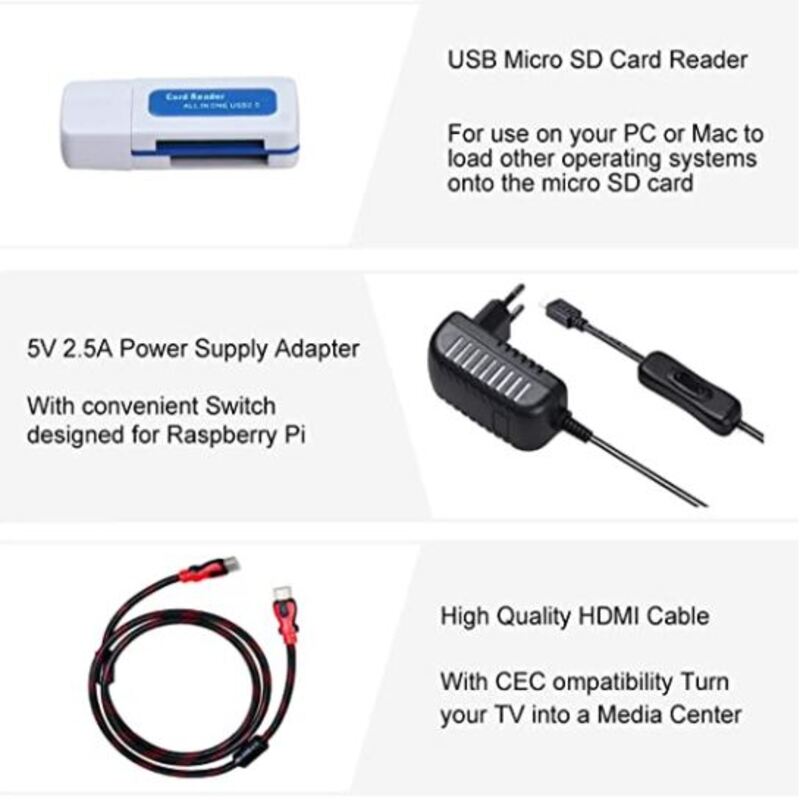 Card Reader
ALL IN ONE USB2.0
USB Micro SD Card Reader
For use on your PC or Mac to
load other operating systems
onto the micro SD card
5V 2.5A Power Supply Adapter
With convenient Switch
designed for Raspberry Pi
High Quality HDMI Cable
With CEC ompatibility Turn
your TV into a Media Center